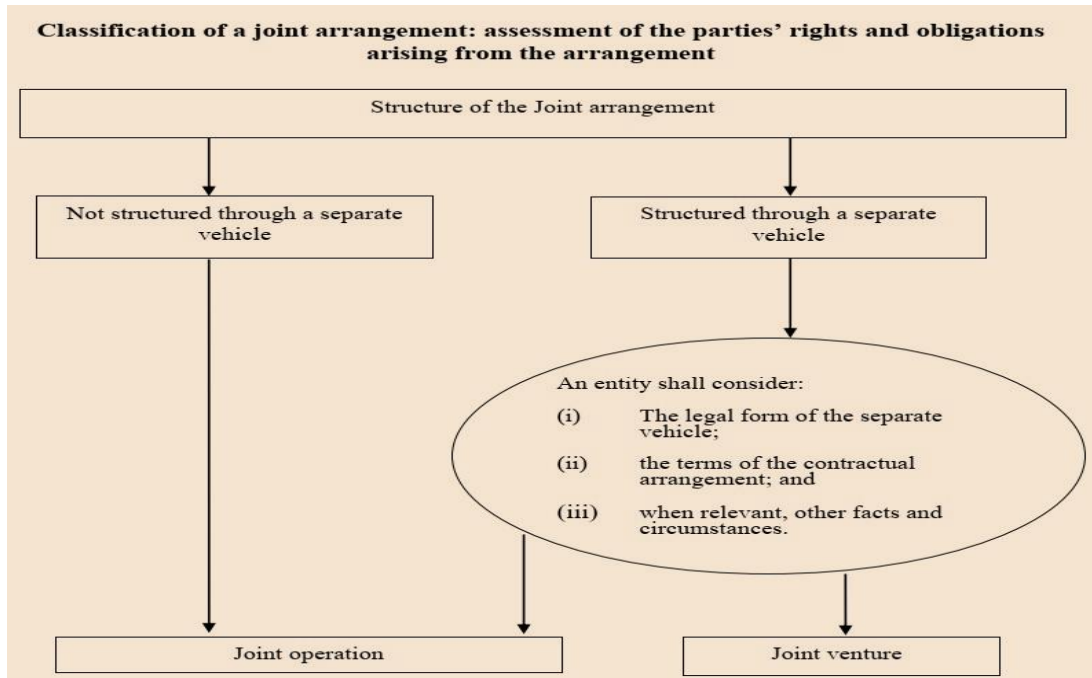 Classification of a joint arrangement: assessment of the parties’ rights and obligations
arising from the arrangement
Structure of the Joint arrangement
Not structured through a separate
vehicle
Structured through a separate
vehicle
An entity shall consider:
(i) The legal form of the separate
vehicle;
(ii) the terms of the contractual
arrangement; and
(iii) when relevant, other facts and
circumstances.
Joint operation
Joint venture